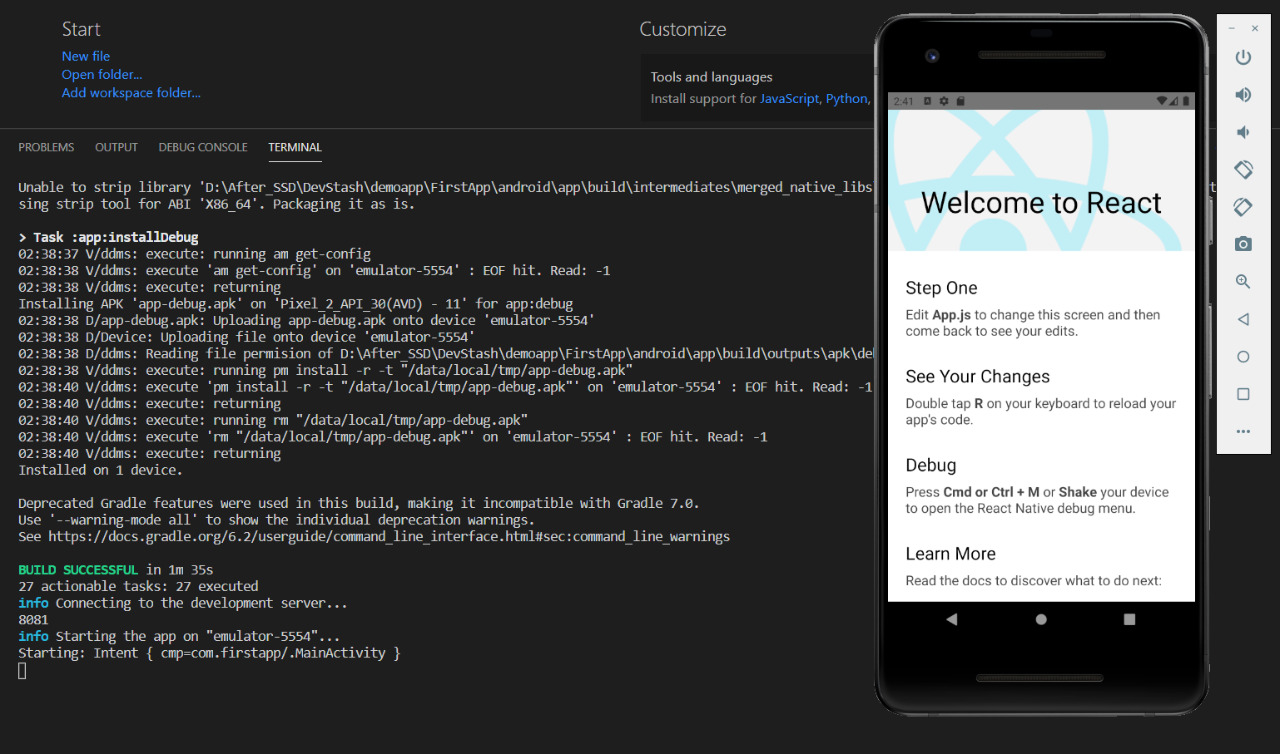 Start
New file
Open folder...
Add workspace folder...
Customize
Tools and languages
Install support for JavaScript, Python,
PROBLEMS OUTPUT DEBUG CONSOLE TERMINAL
Unable to strip library 'D:\After_SSD\DevStash\demoapp\FirstApp\android\app\build\intermediates\merged_native_libs
sing strip tool for ABI 'X86_64'. Packaging it as is.
> Task :app:installDebug
02:38:37 V/ddms: execute: running am get-config
02:38:38 V/ddms: execute 'am get-config' on 'emulator-5554' : EOF hit. Read: -1
02:38:38 V/ddms: execute: returning
Installing APK 'app-debug.apk' on 'Pixel_2_API_30(AVD) - 11' for app:debug
02:38:38 D/app-debug.apk: Uploading app-debug.apk onto device 'emulator-5554'
02:38:38 D/Device: Uploading file onto device 'emulator-5554'
02:38:38 D/ddms: Reading file permision of D:\After_SSD\DevStash\demoapp\FirstApp\android\app\build\outputs\apk\deb
02:38:38 V/ddms: execute: running pm install -r -t "/data/local/tmp/app-debug.apk"
02:38:40 V/ddms: execute 'pm install -r -t "/data/local/tmp/app-debug.apk"' on 'emulator-5554' : EOF hit. Read: -1
02:38:40 V/ddms: execute: returning
02:38:40 V/ddms: execute: running rm "/data/local/tmp/app-debug.apk"
02:38:40 V/ddms: execute 'rm "/data/local/tmp/app-debug.apk"' on 'emulator-5554' : EOF hit. Read: -1
02:38:40 V/ddms: execute: returning
Installed on 1 device.
Deprecated Gradle features were used in this build, making it incompatible with Gradle 7.0.
Use '--warning-mode all' to show the individual deprecation warnings.
See https://docs.gradle.org/6.2/userguide/command_line_interface.html#sec:command_line_warnings
BUILD SUCCESSFUL in 1m 35s
27 actionable tasks: 27 executed
info Connecting to the development server...
8081
info Starting the app on "emulator-5554"...
Starting: Intent { cmp=com.firstapp/.MainActivity }
2:41
Welcome to React
Step One
Edit App.js to change this screen and then
come back to see your edits.
See Your Changes
Double tap R on your keyboard to reload your
app's code.
Debug
Press Cmd or Ctrl + M or Shake your device
to open the React Native debug menu.
Learn More
Read the docs to discover what to do next: